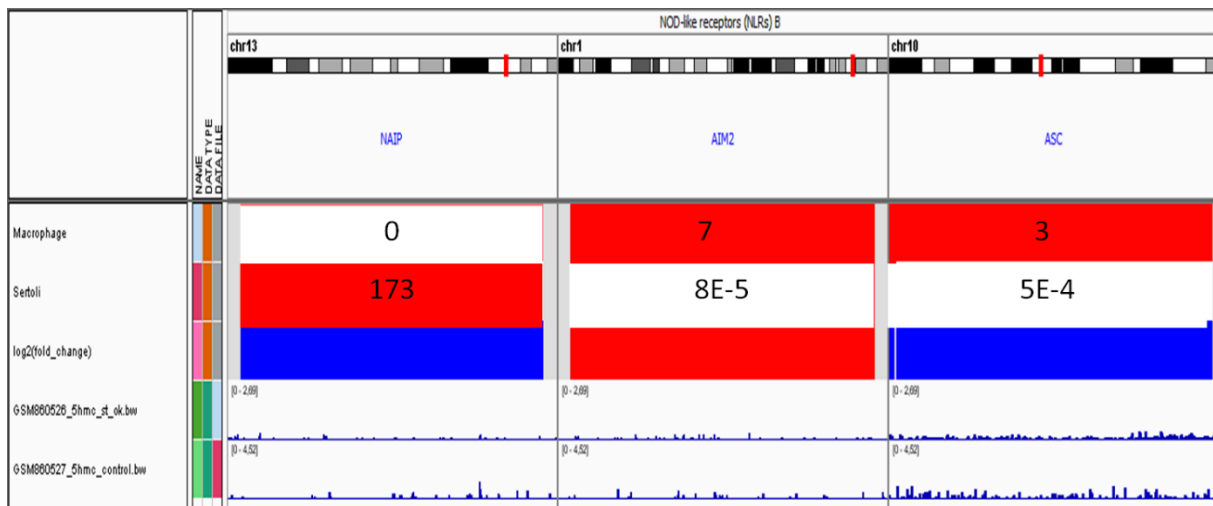 NOD-like receptors (NLRs) B
chr13 chr1 chr10
NAME
DATA TYPE
DATA FILE
NAIP AIM2 ASC
Macrophage 0 7 3
Sertoli 173 8E-5 5E-4
log2(fold_change)
[0 - 2,69] [0 - 2,69] [0 - 2,69]
GSM860526_5hmc_st_ok.bw
[0 - 4,52] [0 - 4,52] [0 - 4,52]
GSM860527_5hmc_control.bw